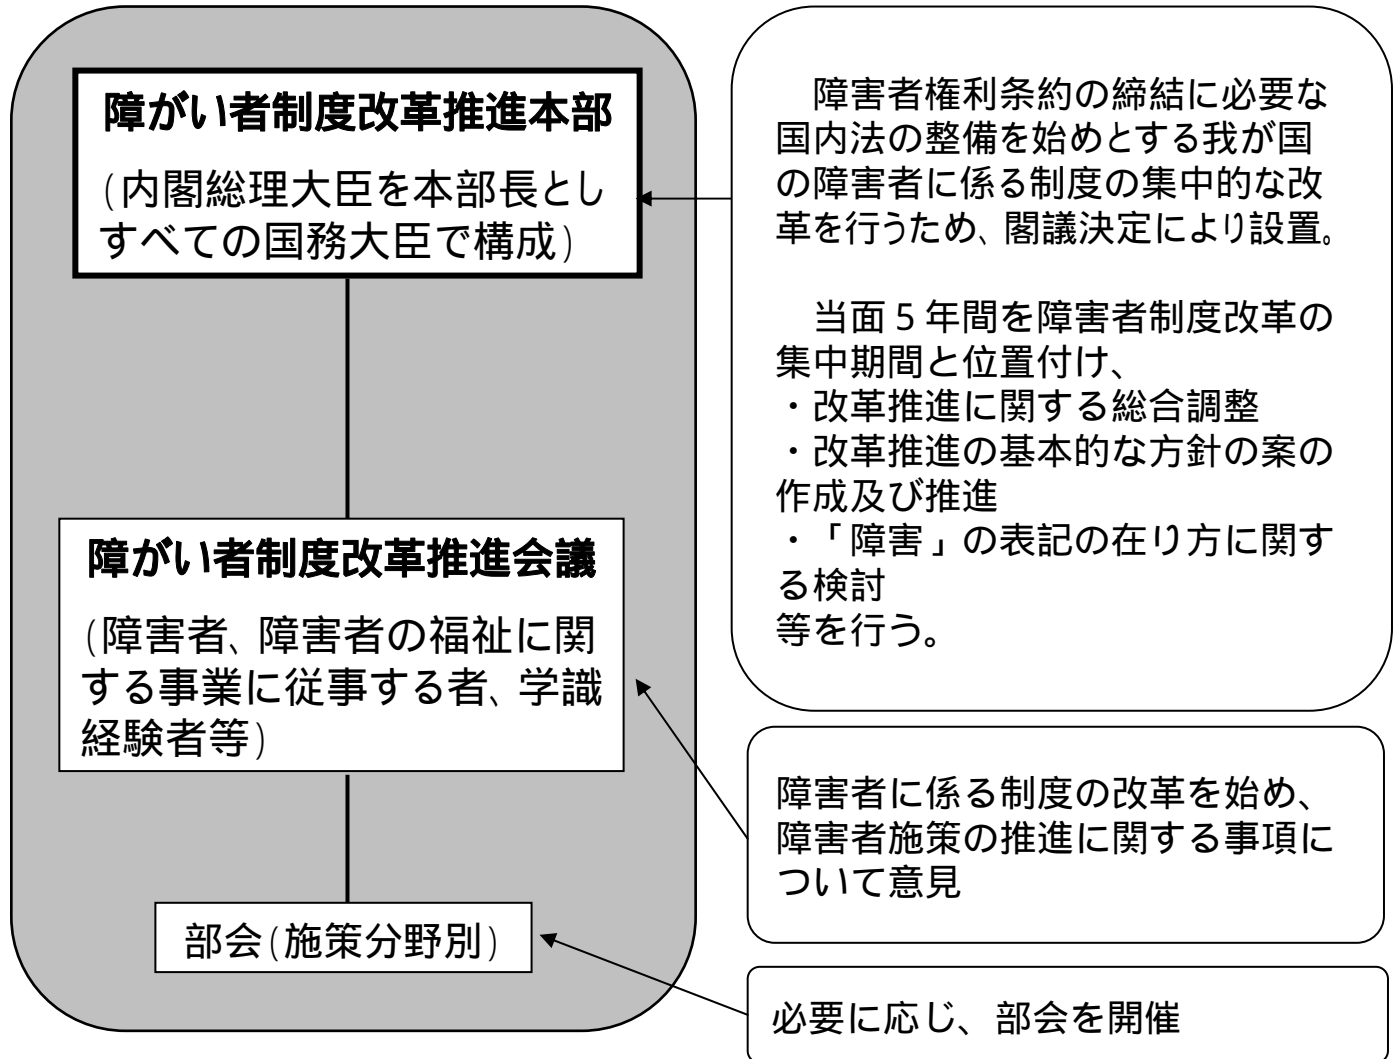 障がい者制度改革推進本部
(内閣総理大臣を本部長とし
すべての国務大臣で構成)
障害者権利条約の締結に必要な
国内法の整備を始めとする我が国
の障害者に係る制度の集中的な改
革を行うため、閣議決定により設置。
当面5年間を障害者制度改革の
集中期間と位置付け、
・改革推進に関する総合調整
・改革推進の基本的な方針の案の
作成及び推進
・「障害」の表記の在り方に関す
る検討
等を行う。
障がい者制度改革推進会議
(障害者、障害者の福祉に関
する事業に従事する者、学識
経験者等)
障害者に係る制度の改革を始め、
障害者施策の推進に関する事項に
ついて意見
部会(施策分野別)
必要に応じ、部会を開催